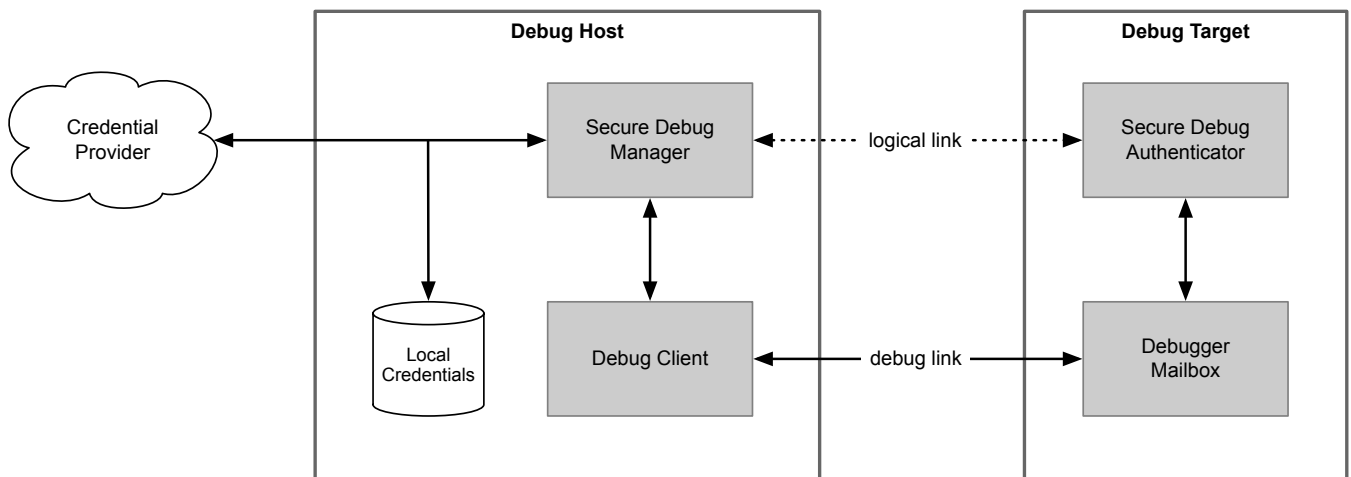 Debug Host
Debug Target
Credential
Provider
Secure Debug
Manager
logical link
Secure Debug
Authenticator
Local
Credentials
Debug Client
debug link
Debugger
Mailbox